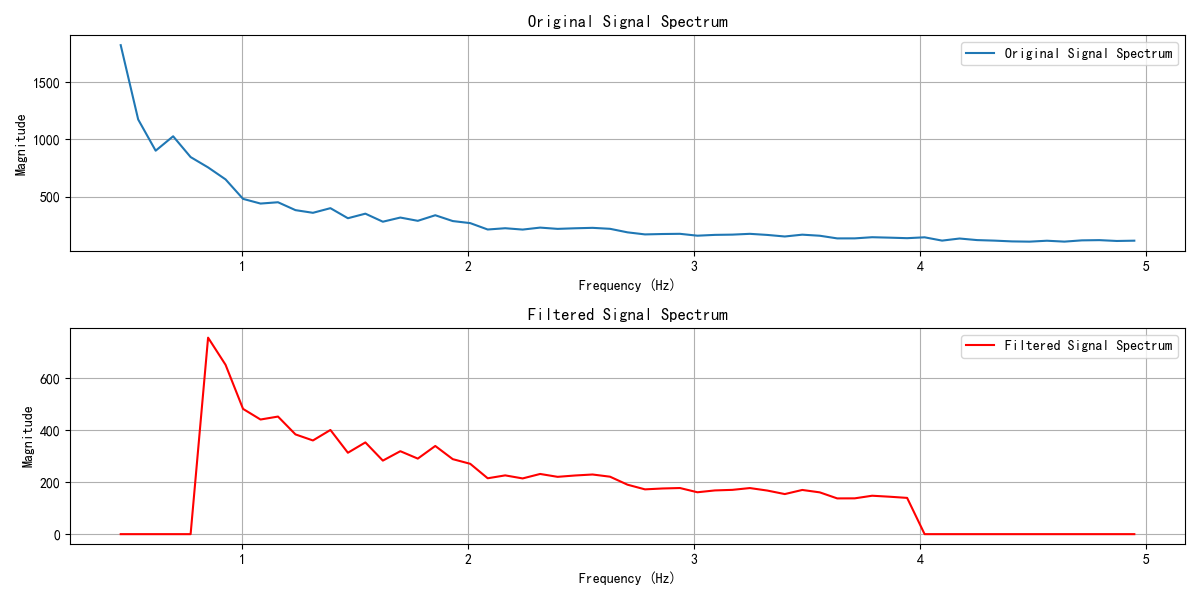 Original Signal Spectrum
Original Signal Spectrum
Magnitude
1500
1000
500
1 2 3 4 5
Frequency (Hz)
Filtered Signal Spectrum
Filtered Signal Spectrum
Magnitude
600
400
200
0
1 2 3 4 5
Frequency (Hz)